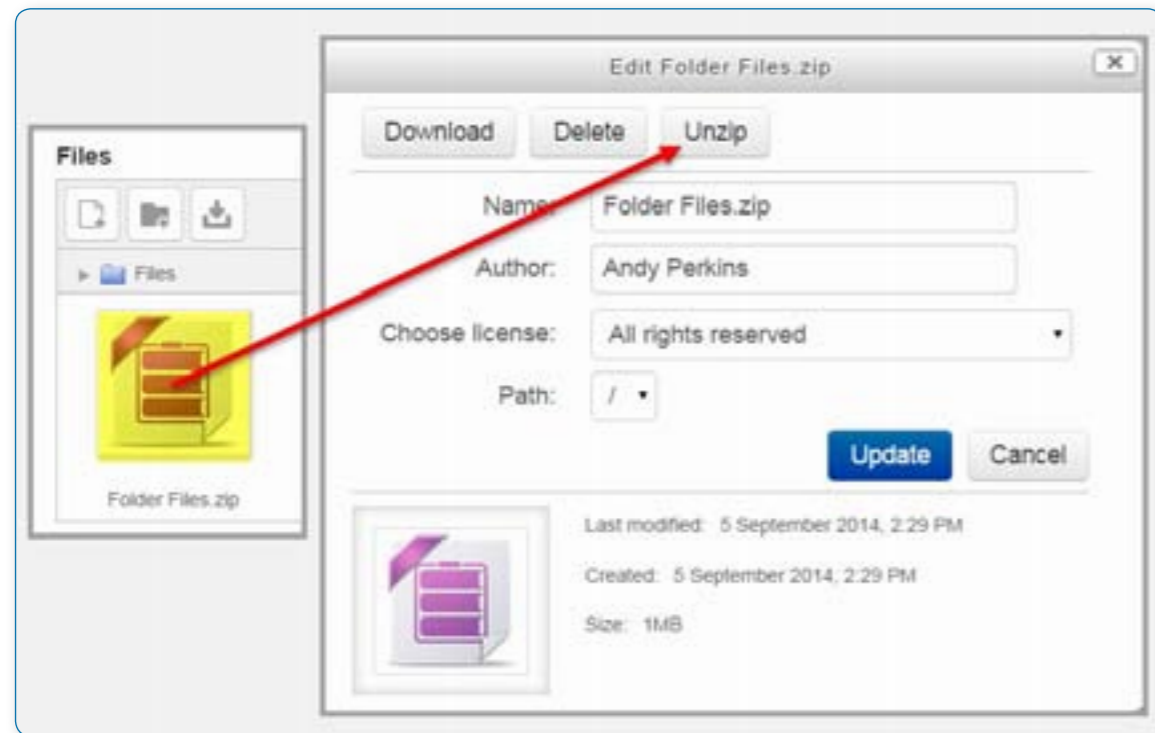 Files
Files
Folder Files.zip
Edit Folder Files.zip
Download Delete Unzip
Name: Folder Files.zip
Author: Andy Perkins
Choose license: All rights reserved
Path: /
Update Cancel
Last modified: 5 September 2014, 2:29 PM
Created: 5 September 2014, 2:29 PM
Size: 1MB